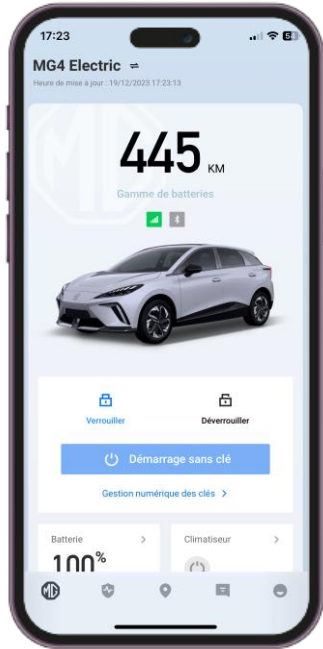 17:23
MG4 Electric
Heure de mise à jour : 19/12/2023 17:23:13
445 KM
Gamme de batteries
Verrouiller
Déverrouiller
Démarrage sans clé
Gestion numérique des clés >
Batterie >
Climatiseur >
100%
MG